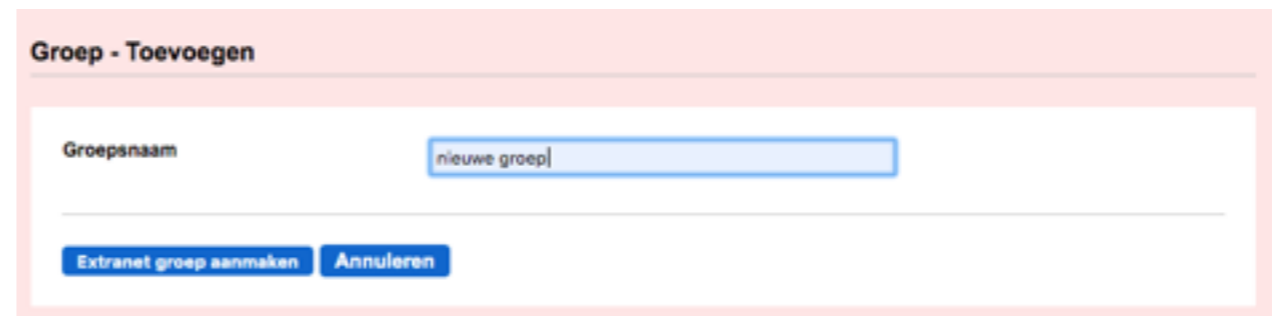 Groep - Toevoegen
Groepsnaam
nieuwe groep
Extranet groep aanmaken Annuleren